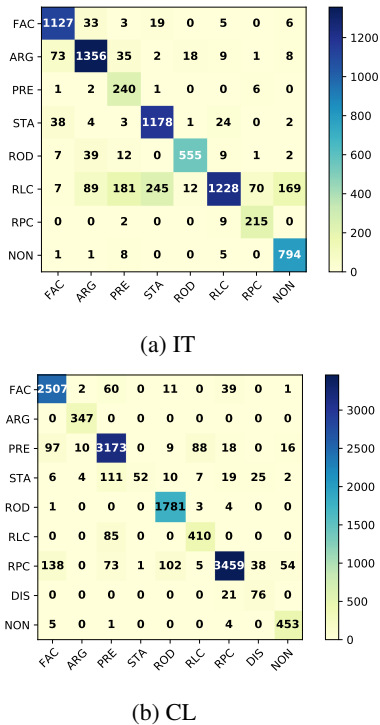 FAC 1127 33 3 19 0 5 0 6
ARG 73 1356 35 2 18 9 1 8
PRE 1 2 240 1 0 0 6 0
STA 38 4 3 1178 1 24 0 2
ROD 7 39 12 0 555 9 1 2
RLC 7 89 181 245 12 1228 70 169
RPC 0 0 2 0 0 9 215 0
NON 1 1 8 0 0 5 0 794
FAC ARG PRE STA ROD RLC RPC NON
1200
1000
800
600
400
200
0
(a) IT
FAC 2507 2 60 0 11 0 39 0 1
ARG 0 347 0 0 0 0 0 0 0
PRE 97 10 3173 0 9 88 18 0 16
STA 6 4 111 52 10 7 19 25 2
ROD 1 0 0 0 1781 3 4 0 0
RLC 0 0 85 0 0 410 0 0 0
RPC 138 0 73 1 102 5 3459 38 54
DIS 0 0 0 0 0 0 21 76 0
NON 5 0 1 0 0 0 4 0 453
FAC ARG PRE STA ROD RLC RPC DIS NON
3000
2500
2000
1500
1000
500
0
(b) CL